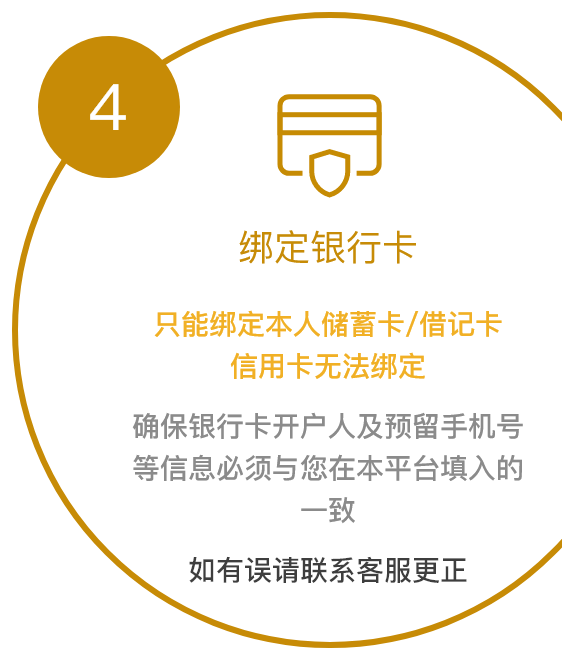 4
绑定银行卡
只能绑定本人储蓄卡/借记卡
信用卡无法绑定
确保银行卡开户人及预留手机号
等信息必须与您在本平台填入的
一致
如有误请联系客服更正